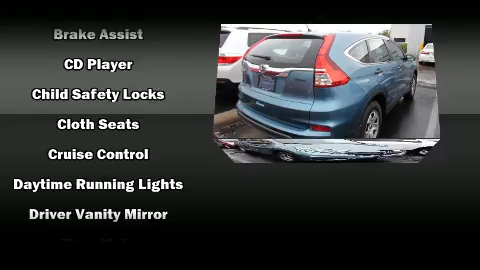 Brake Assist
CD Player
Child Safety Locks
Cloth Seats
Cruise Control
Daytime Running Lights
Driver Vanity Mirror